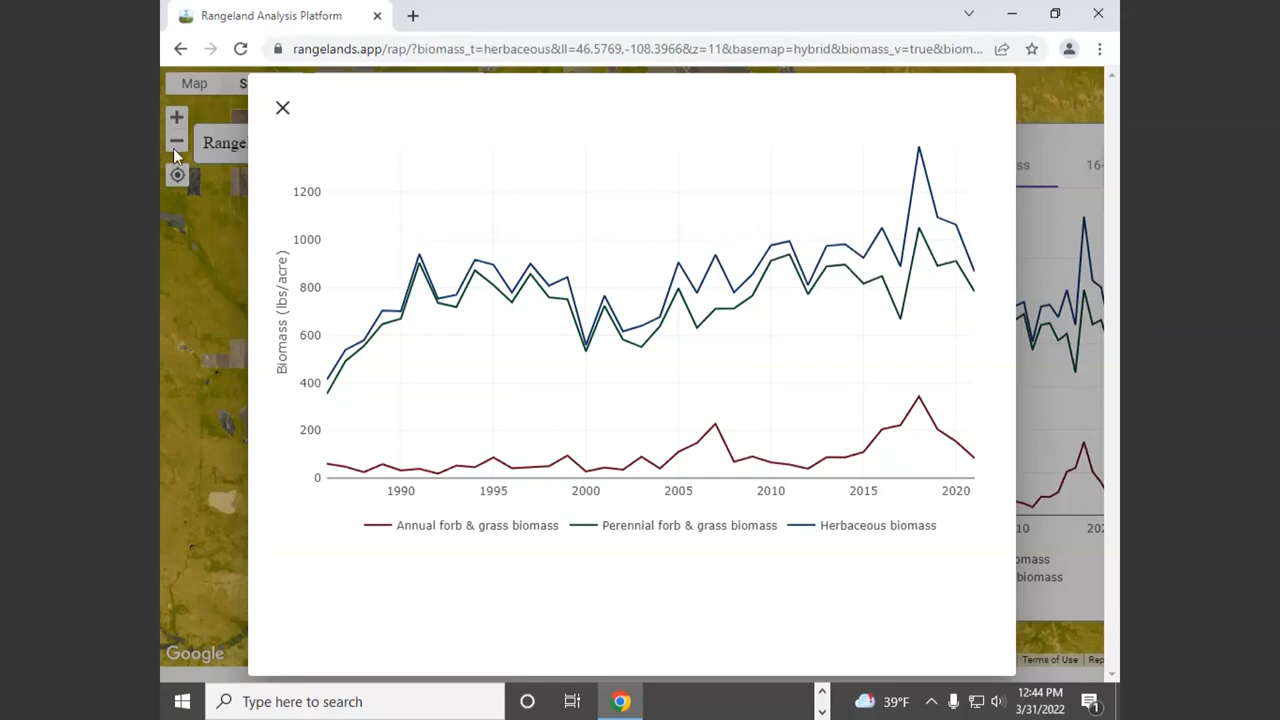 Rangeland Analysis Platform
rangelands.app/rap/?biomass_t=herbaceous&ll=46.5769,-108.3966&z=11&basemap=hybrid&biomass_v=true&biom...
Map
S
Range
ss
16-
1200
1000
800
600
400
200
0
Biomass (lbs/acre)
1990
1995
2000
2005
2010
2015
2020
Annual forb & grass biomass
Perennial forb & grass biomass
Herbaceous biomass
10
202
omass
biomass
Google
Terms of Use
Rep
Type here to search
39°F
12:44 PM
3/31/2022
1